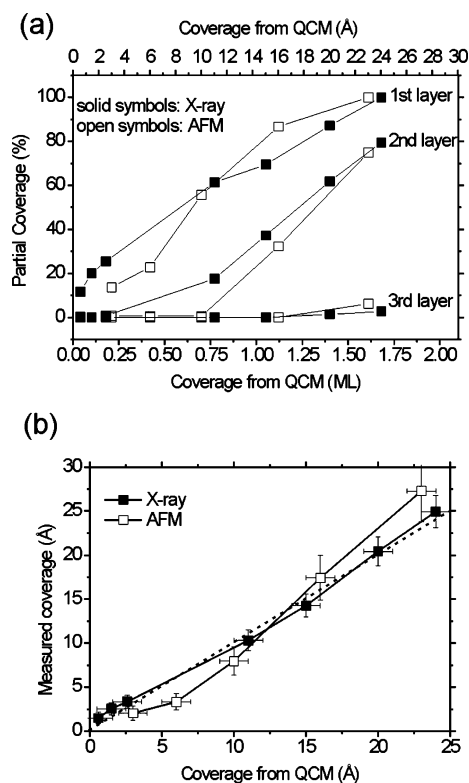 (a)
Coverage from QCM (Å)
0 2 4 6 8 10 12 14 16 18 20 22 24 26 28 30
100
80
60
40
20
0
Partial Coverage (%)
solid symbols: X-ray
open symbols: AFM
1st layer
2nd layer
3rd layer
0.00 0.25 0.50 0.75 1.00 1.25 1.50 1.75 2.00
Coverage from QCM (ML)
(b)
30
25
20
15
10
5
0
Measured coverage (Å)
X-ray
AFM
0 5 10 15 20 25
Coverage from QCM (Å)